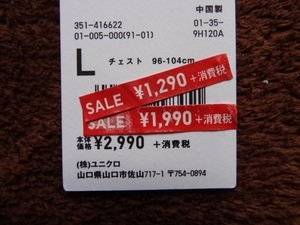 中国製
351-416622 01-35-
01-005-000(91-01) 9H120A
L チェスト 96-104cm
SALE ¥1,290 +消費税
SALE ¥1,990 +消費税
本体価格 ¥2,990 +消費税
(株)ユニクロ
山口県山口市佐山717-1 〒754-0894